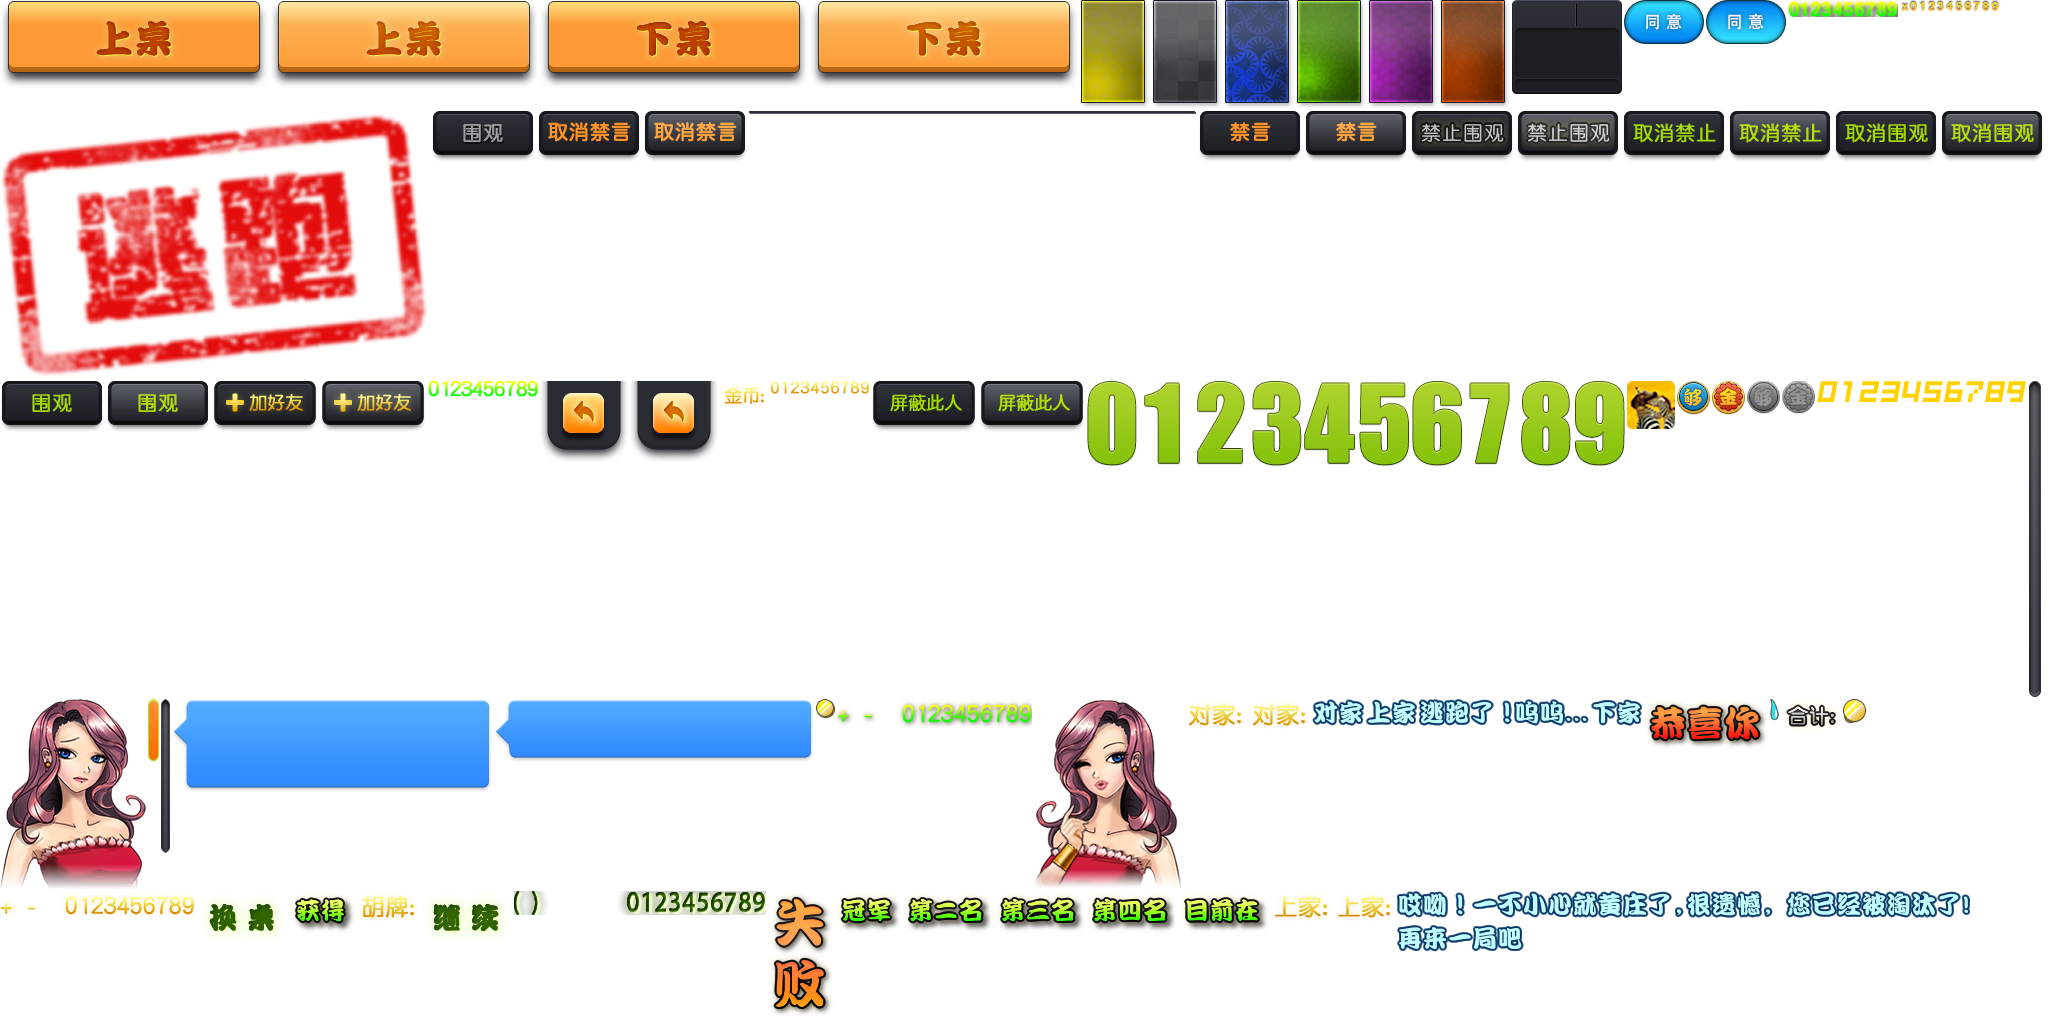 上桌 上桌 下桌 下桌 同意 同意 0123456789 x0123456789
围观 取消禁言 取消禁言 禁言 禁言 禁止围观 禁止围观 取消禁止 取消禁止 取消围观 取消围观
逃跑
围观 围观 +加好友 +加好友 0123456789 金币: 0123456789 屏蔽此人 屏蔽此人 0123456789 够 金 够 金 0123456789
+ - 0123456789 对家: 对家: 对家上家逃跑了!呜呜...下家 恭喜你 合计:
+ - 0123456789 换桌 获得 胡牌: 继续 () 0123456789 失败 冠军 第二名 第三名 第四名 目前在 上家: 上家: 哎呦!一不小心就黄庄了,很遗憾, 您已经被淘汰了!
再来一局吧